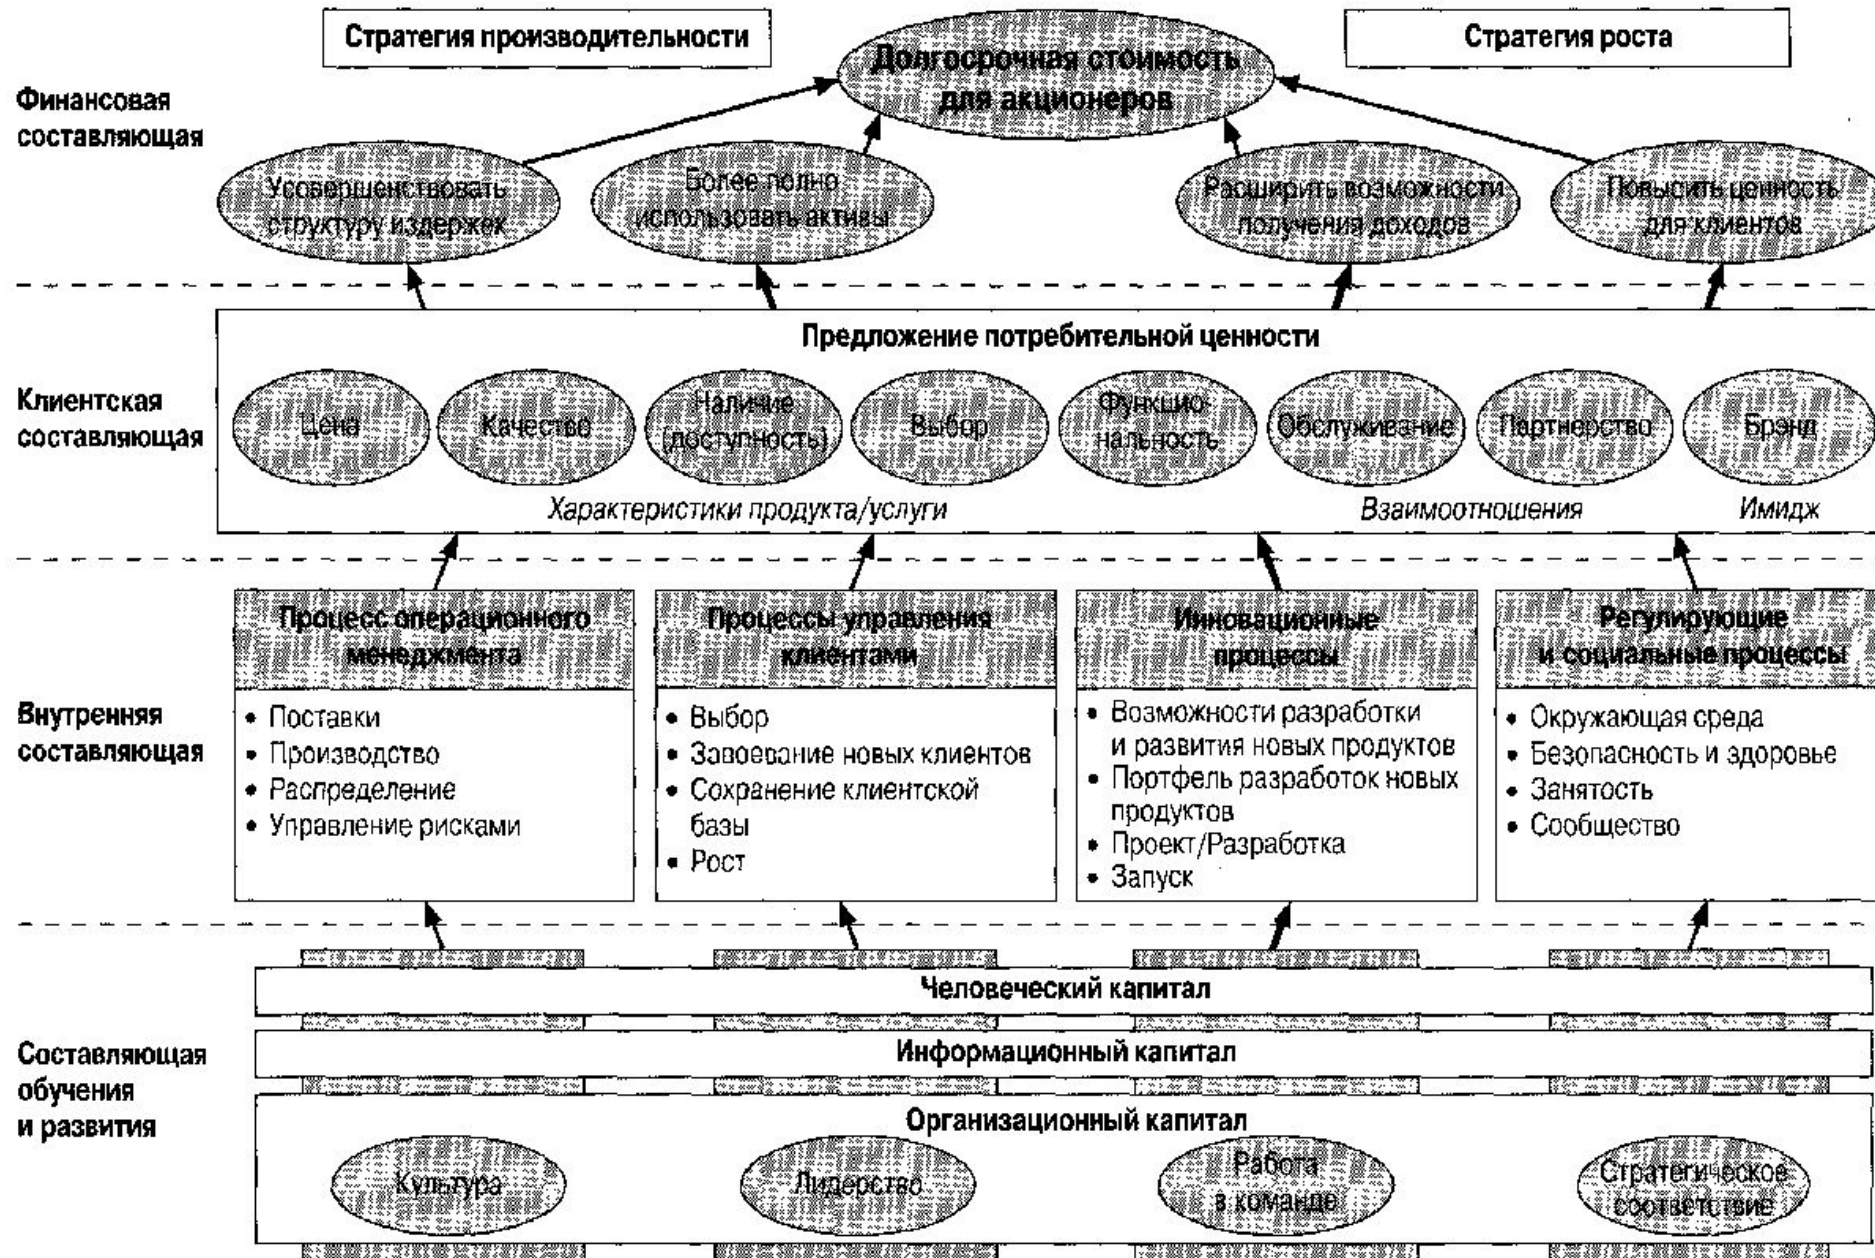 Стратегия производительности
Долгосрочная стоимость
для акционеров
Стратегия роста
Финансовая
составляющая
Усовершенствовать
структуру издержек
Более полно
использовать активы
Расширить возможности
получения доходов
Повысить ценность
для клиентов
Предложение потребительной ценности
Клиентская
составляющая
Цена
Качество
Наличие
(доступность)
Выбор
Функцио-
нальность
Обслуживание
Партнерство
Брэнд
Характеристики продукта/услуги
Взаимоотношения
Имидж
Внутренняя
составляющая
Процесс операционного
менеджмента
• Поставки
• Производство
• Распределение
• Управление рисками
Процессы управления
клиентами
• Выбор
• Завоевание новых клиентов
• Сохранение клиентской
базы
• Рост
Инновационные
процессы
• Возможности разработки
и развития новых продуктов
• Портфель разработок новых
продуктов
• Проект/Разработка
• Запуск
Регулирующие
и социальные процессы
• Окружающая среда
• Безопасность и здоровье
• Занятость
• Сообщество
Составляющая
обучения
и развития
Человеческий капитал
Информационный капитал
Организационный капитал
Культура
Лидерство
Работа
в команде
Стратегическое
соответствие